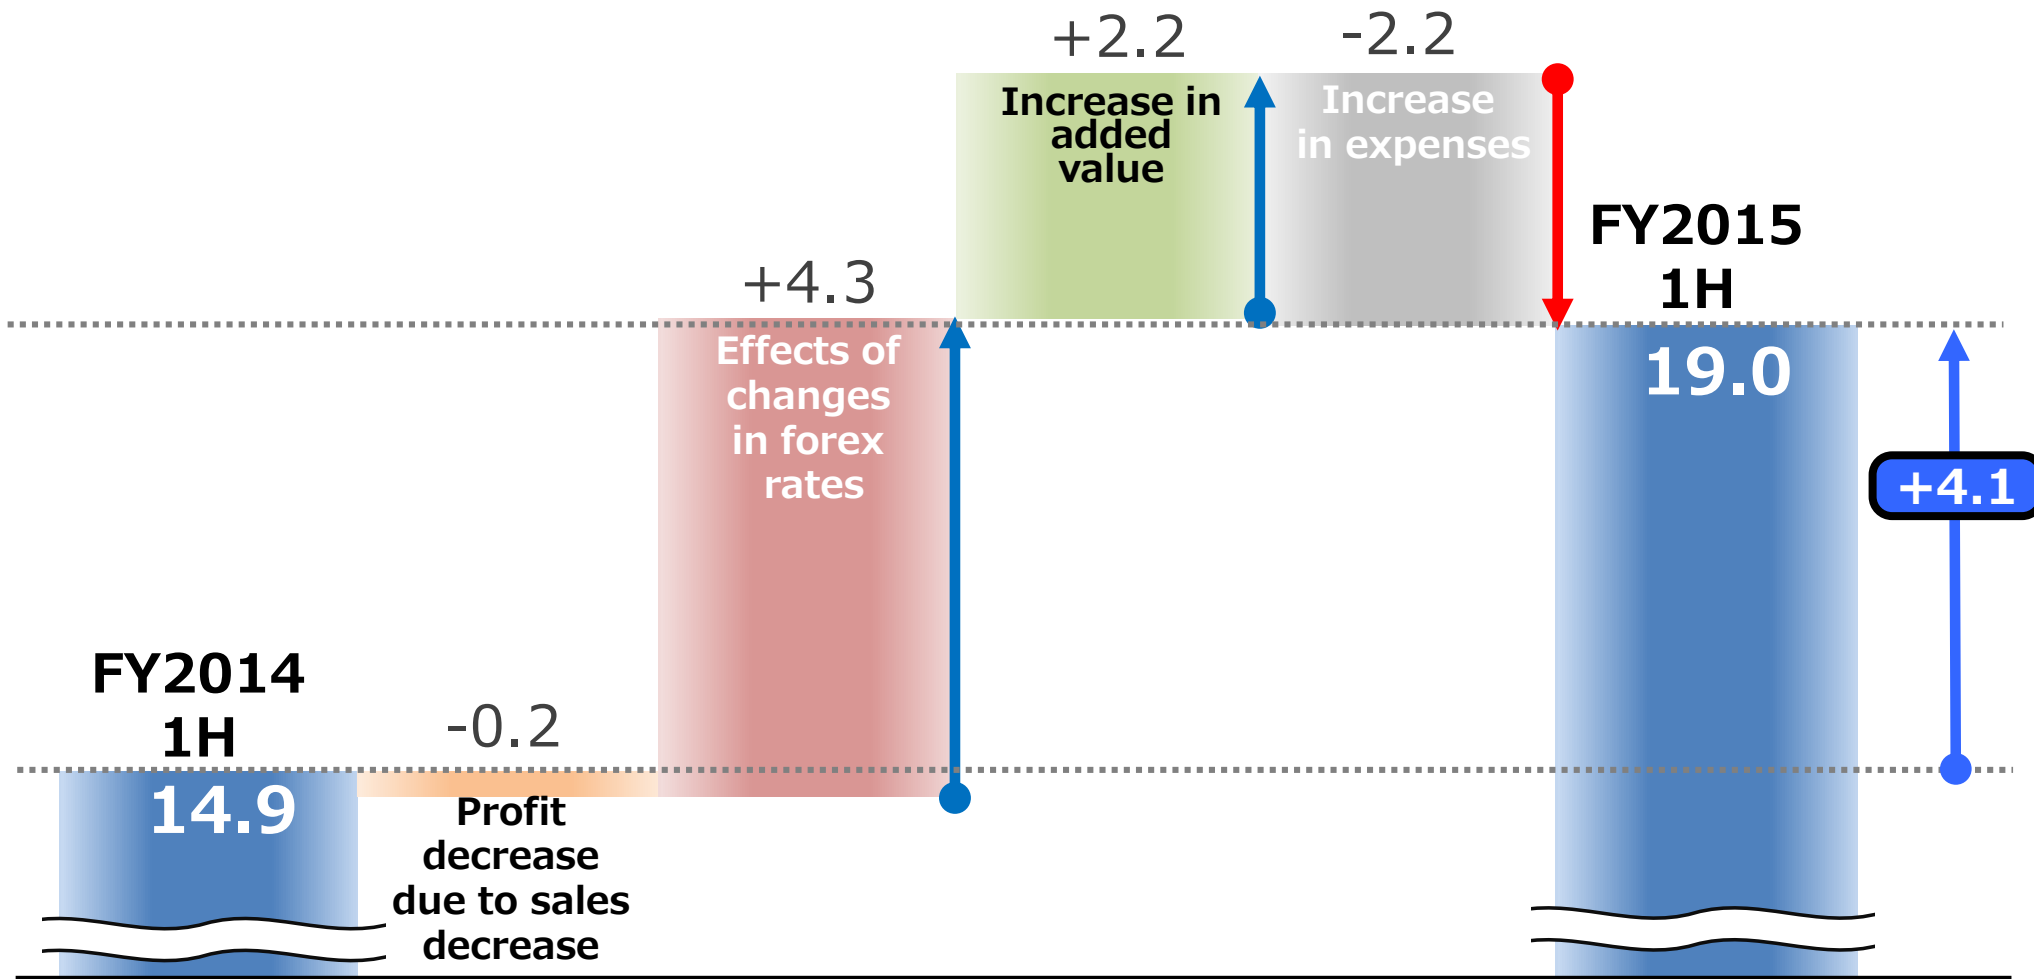 FY2014
1H
14.9
-0.2
Profit
decrease
due to sales
decrease
+4.3
Effects of
changes
in forex
rates
+2.2
Increase in
added
value
-2.2
Increase
in expenses
FY2015
1H
19.0
+4.1